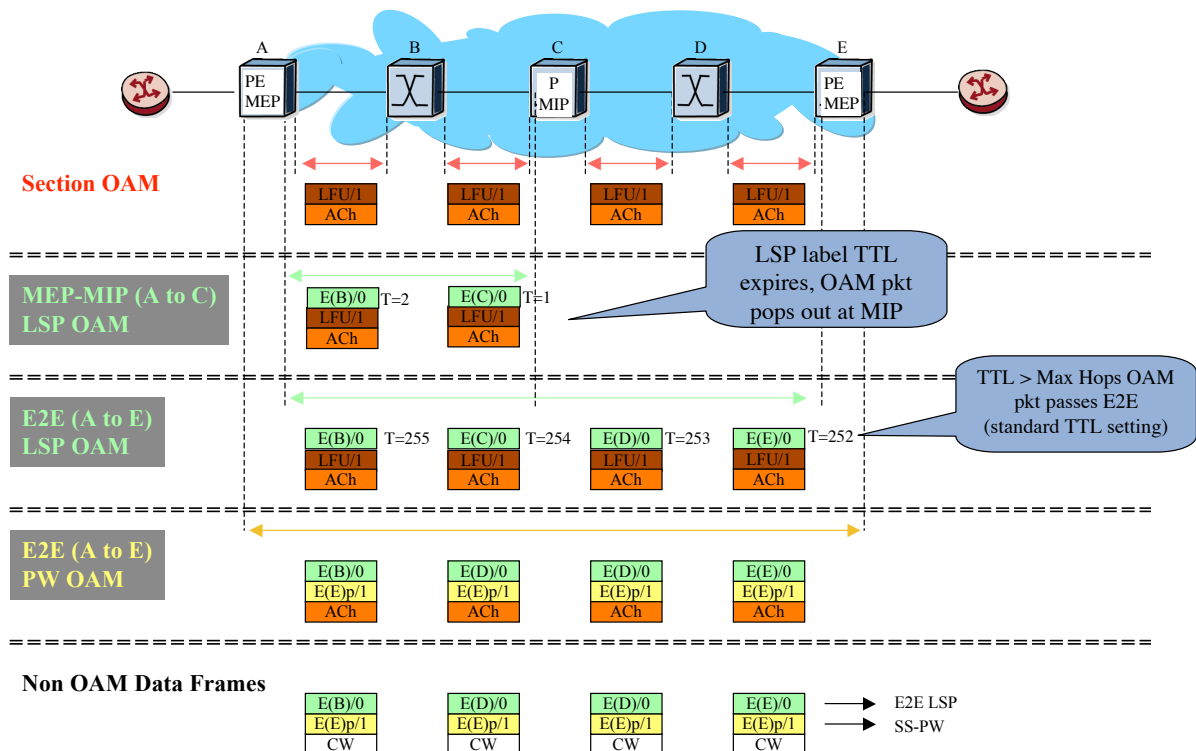 A B C D E
PE
MEP
P
MIP
PE
MEP
Section OAM
LFU/1 LFU/1 LFU/1 LFU/1
ACh ACh ACh ACh
LSP label TTL
expires, OAM pkt
pops out at MIP
MEP-MIP (A to C)
LSP OAM
E(B)/0 T=2 E(C)/0 T=1
LFU/1 LFU/1
ACh ACh
TTL > Max Hops OAM
pkt passes E2E
(standard TTL setting)
E2E (A to E)
LSP OAM
E(B)/0 T=255 E(C)/0 T=254 E(D)/0 T=253 E(E)/0 T=252
LFU/1 LFU/1 LFU/1 LFU/1
ACh ACh ACh ACh
E2E (A to E)
PW OAM
E(B)/0 E(D)/0 E(D)/0 E(E)/0
E(E)p/1 E(E)p/1 E(E)p/1 E(E)p/1
ACh ACh ACh ACh
Non OAM Data Frames
E(B)/0 E(D)/0 E(D)/0 E(E)/0
E(E)p/1 E(E)p/1 E(E)p/1 E(E)p/1
CW CW CW CW
E2E LSP
SS-PW